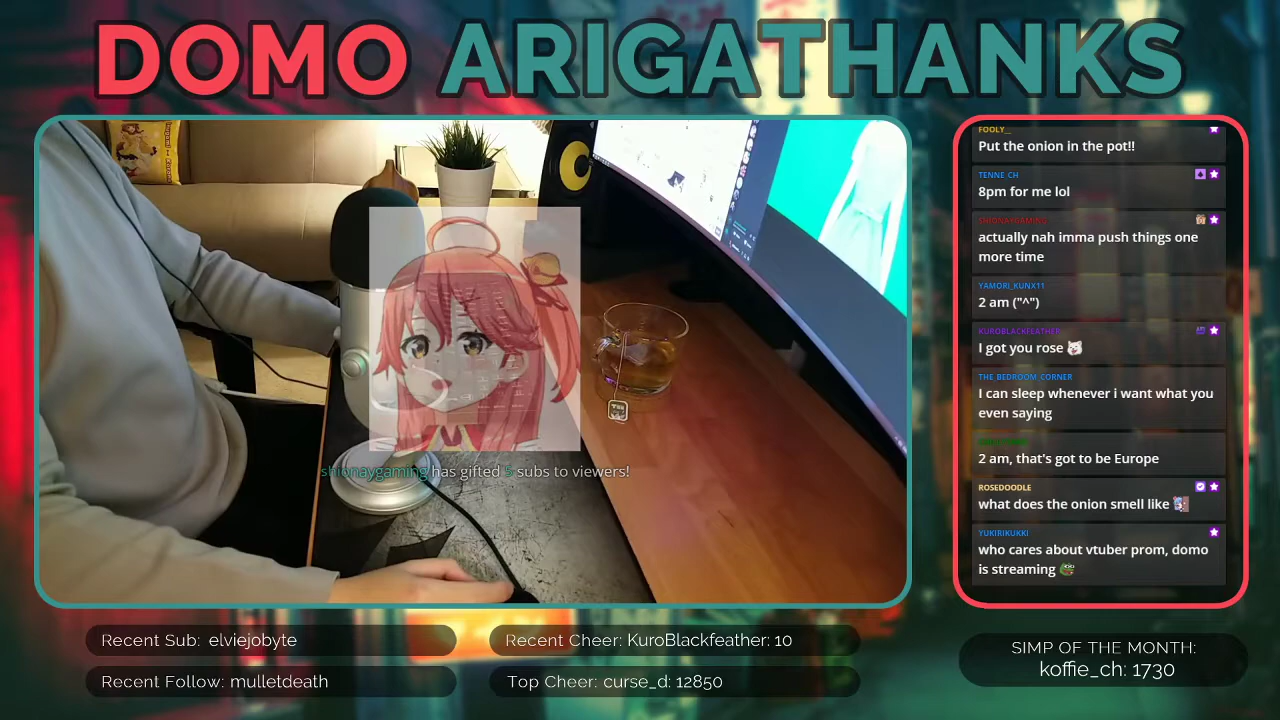 DOMO ARIGATHANKS
FOOLY_
Put the onion in the pot!!
TENNE_CH
8pm for me lol
SHIONAYGAMING
actually nah imma push things one
more time
YAMORI_KUNX11
2 am ("^")
KUROBLACKFEATHER
I got you rose
THE_BEDROOM_CORNER
I can sleep whenever i want what you
even saying
2 am, that's got to be Europe
ROSEDOODLE
what does the onion smell like
YUKIRIKUKKI
who cares about vtuber prom, domo
is streaming
shionaygaming has gifted 5 subs to viewers!
Recent Sub: elviejobyte
Recent Cheer: KuroBlackfeather: 10
Recent Follow: mulletdeath
Top Cheer: curse_d: 12850
SIMP OF THE MONTH:
koffie_ch: 1730